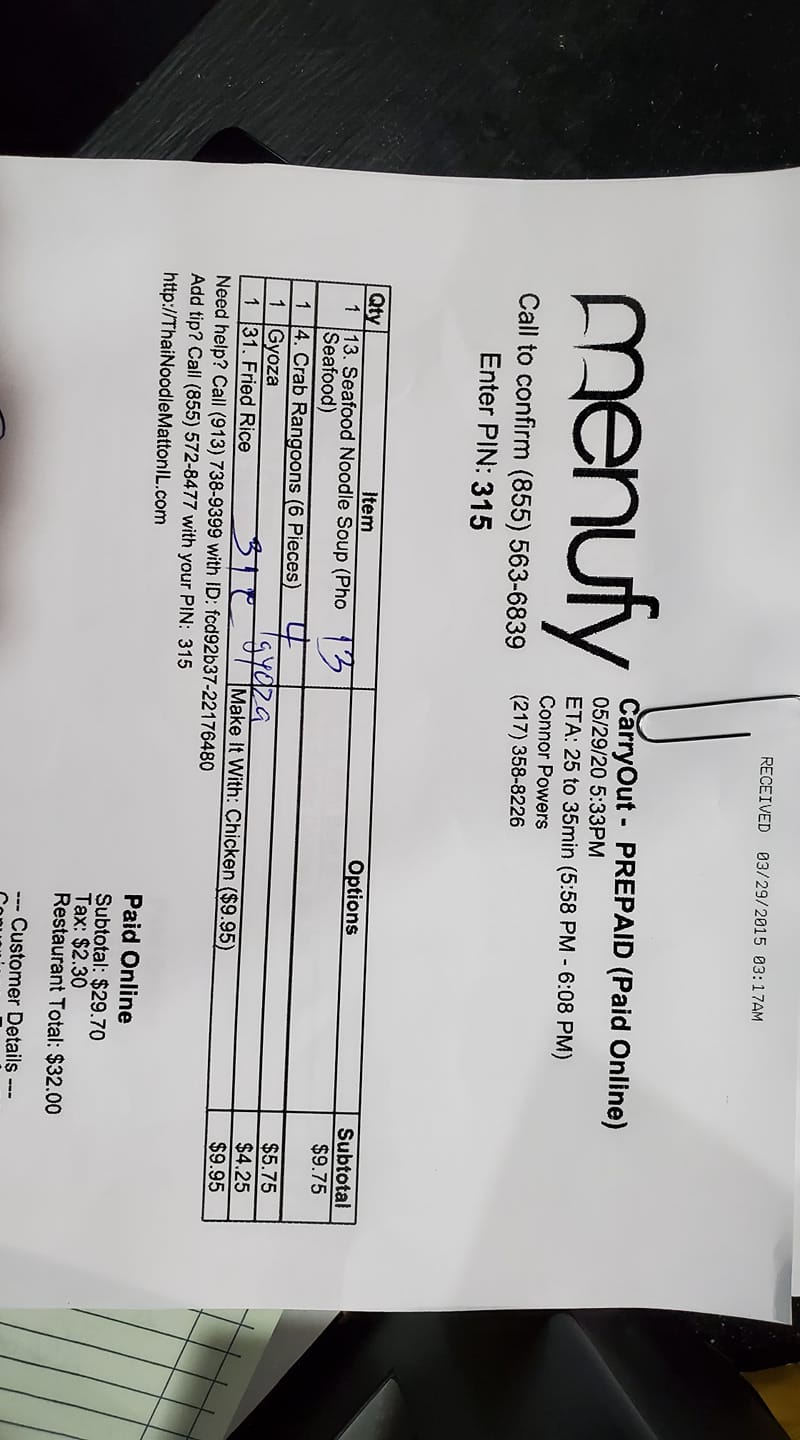 RECEIVED 03/29/2015 03:17AM
menufy
CarryOut - PREPAID (Paid Online)
05/29/20 5:33PM
ETA: 25 to 35min (5:58 PM - 6:08 PM)
Connor Powers
(217) 358-8226
Call to confirm (855) 563-6839
Enter PIN: 315
Qty Item Options Subtotal
1 13. Seafood Noodle Soup (Pho 13 $9.75
Seafood)
1 4. Crab Rangoons (6 Pieces) 4 $5.75
1 Gyoza 1gyoza $4.25
1 31. Fried Rice 31c Make It With: Chicken ($9.95) $9.95
Need help? Call (913) 738-9399 with ID: fcd92b37-22176480
Add tip? Call (855) 572-8477 with your PIN: 315
http://ThaiNoodleMattonIL.com
Paid Online
Subtotal: $29.70
Tax: $2.30
Restaurant Total: $32.00
--- Customer Details ---